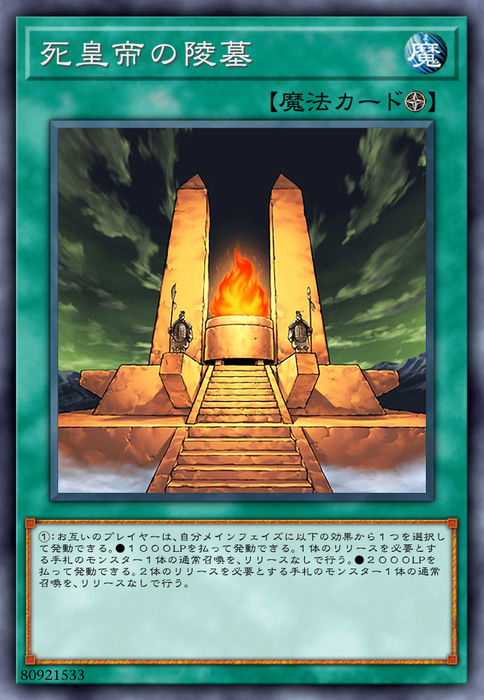 死皇帝の陵墓
魔
【魔法カード】
①:お互いのプレイヤーは、自分メインフェイズに以下の効果から１つを選択し
て発動できる。●１０００LPを払って発動できる。１体のリリースを必要とす
る手札のモンスター１体の通常召喚を、リリースなしで行う。●２０００LPを
払って発動できる。２体のリリースを必要とする手札のモンスター１体の通常
召喚を、リリースなしで行う。
80921533